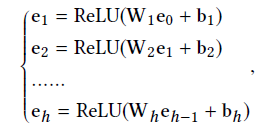 e₁ = ReLU(W₁e₀ + b₁)
e₂ = ReLU(W₂e₁ + b₂)
......
eₕ = ReLU(Wₕeₕ₋₁ + bₕ)
,